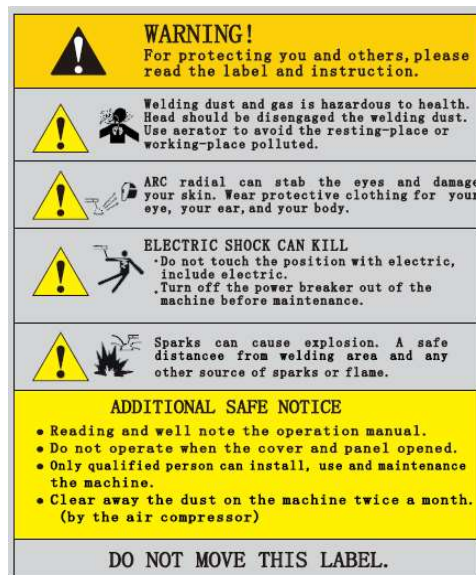 WARNING!
For protecting you and others, please
read the label and instruction.
Welding dust and gas is hazardous to health.
Head should be disengaged the welding dust.
Use aerator to avoid the resting-place or
working-place polluted.
ARC radial can stab the eyes and damage
your skin. Wear protective clothing for your
eye, your ear, and your body.
ELECTRIC SHOCK CAN KILL
·Do not touch the position with electric,
include electric.
.Turn off the power breaker out of the
machine before maintenance.
Sparks can cause explosion. A safe
distancee from welding area and any
other source of sparks or flame.
ADDITIONAL SAFE NOTICE
● Reading and well note the operation manual.
● Do not operate when the cover and panel opened.
● Only qualified person can install, use and maintenance
the machine.
● Clear away the dust on the machine twice a month.
(by the air compressor)
DO NOT MOVE THIS LABEL.